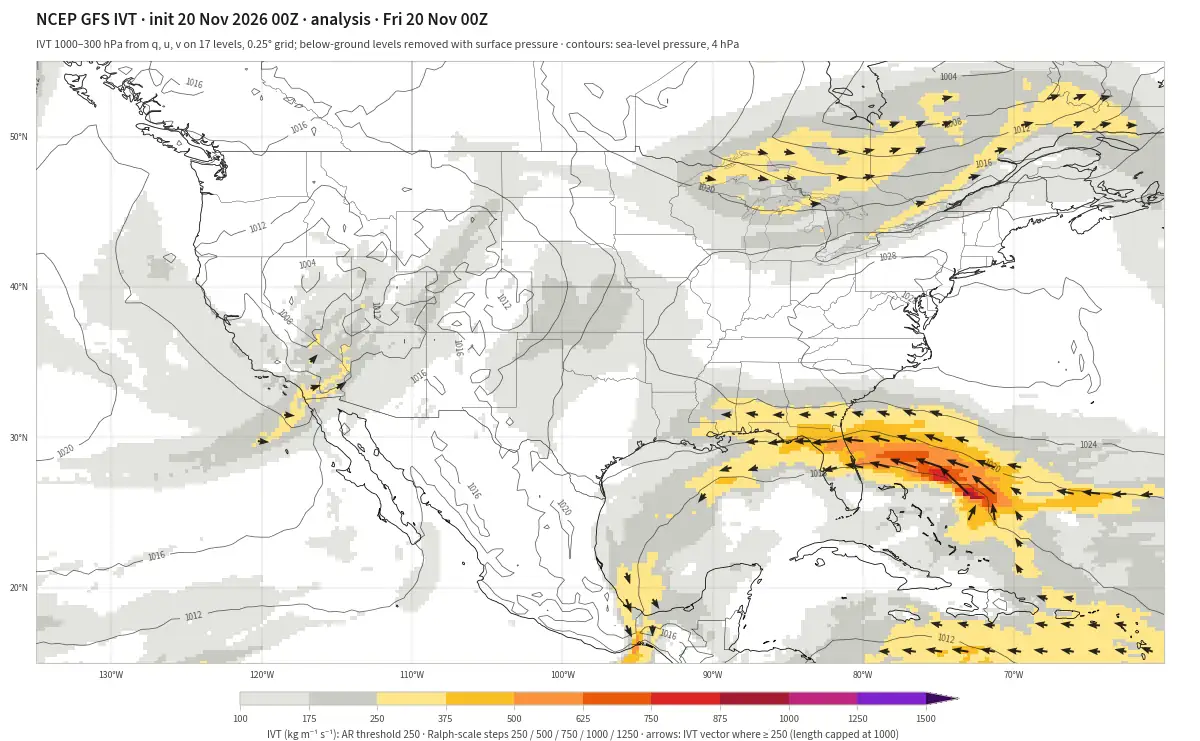 NCEP GFS IVT · init 20 Nov 2026 00Z · analysis · Fri 20 Nov 00Z
IVT 1000–300 hPa from q, u, v on 17 levels, 0.25° grid; below-ground levels removed with surface pressure · contours: sea-level pressure, 4 hPa
1016
1004
1016
1008
1012
50°N
1016
1020
1012
1004
1028
40°N
1012
1012
1008
1016
1016
30°N
1020
1024
1020
1016
1016
1020
1016
20°N
1012
1016
1012
130°W 120°W 110°W 100°W 90°W 80°W 70°W
100 175 250 375 500 625 750 875 1000 1250 1500
IVT (kg m⁻¹ s⁻¹): AR threshold 250 · Ralph-scale steps 250 / 500 / 750 / 1000 / 1250 · arrows: IVT vector where ≥ 250 (length capped at 1000)